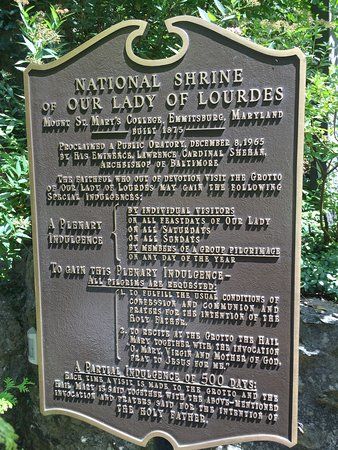 NATIONAL SHRINE
OF OUR LADY OF LOURDES
MOUNT ST. MARY'S COLLEGE, EMMITSBURG, MARYLAND
BUILT 1875
PROCLAIMED A PUBLIC ORATORY, DECEMBER 8, 1965
BY HIS EMINENCE, LAWRENCE CARDINAL SHEHAN,
ARCHBISHOP OF BALTIMORE
THE FAITHFUL WHO OUT OF DEVOTION VISIT THE GROTTO
OF OUR LADY OF LOURDES MAY GAIN THE FOLLOWING
SPECIAL INDULGENCES:
A PLENARY
INDULGENCE
BY INDIVIDUAL VISITORS
ON ALL FEASTDAYS OF OUR LADY
ON ALL SATURDAYS
ON ALL SUNDAYS
BY MEMBERS OF A GROUP PILGRIMAGE
ON ANY DAY OF THE YEAR
TO GAIN THIS PLENARY INDULGENCE-
ALL PILGRIMS ARE REQUESTED:
1. TO FULFILL THE USUAL CONDITIONS OF
CONFESSION AND COMMUNION AND
PRAYERS FOR THE INTENTION OF THE
HOLY FATHER.
2. TO RECITE AT THE GROTTO THE HAIL
MARY TOGETHER WITH THE INVOCATION
"O, MARY, VIRGIN AND MOTHER OF GOD,
PRAY TO JESUS FOR ME."
A PARTIAL INDULGENCE OF 500 DAYS:
EACH TIME A VISIT IS MADE TO THE GROTTO AND THE
HAIL MARY IS SAID TOGETHER WITH THE ABOVE-MENTIONED
INVOCATION AND PRAYERS SAID FOR THE INTENTION OF
THE HOLY FATHER.